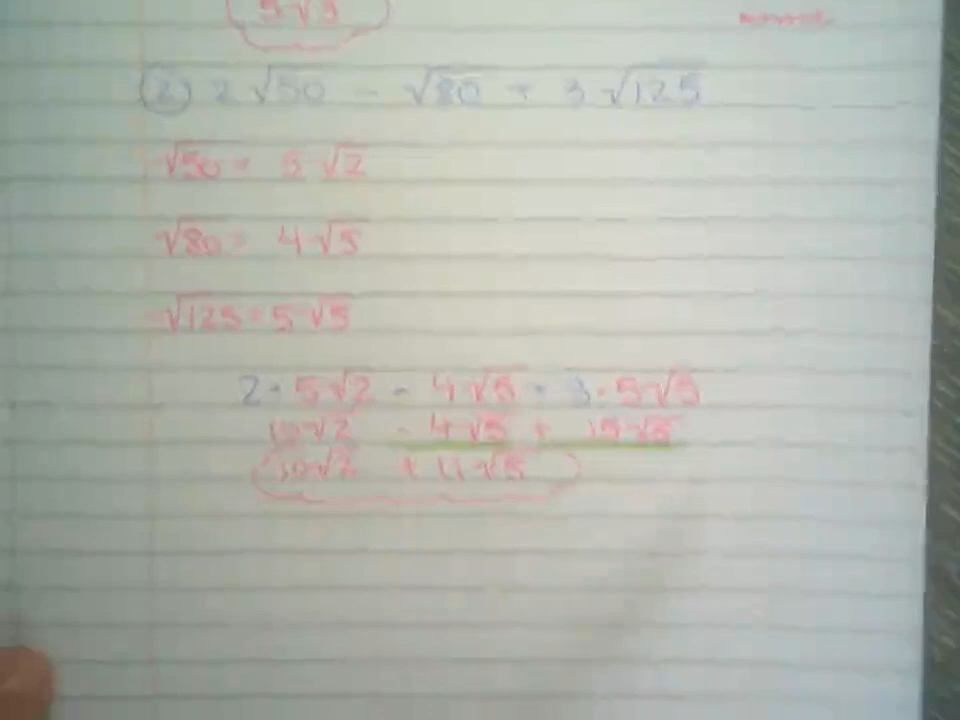 5√3
(2) 2√50 - √80 + 3√125
√50 = 5√2
√80 = 4√5
√125 = 5√5
2·5√2 - 4√5 + 3·5√5
10√2 - 4√5 + 15√5
10√2 + 11√5